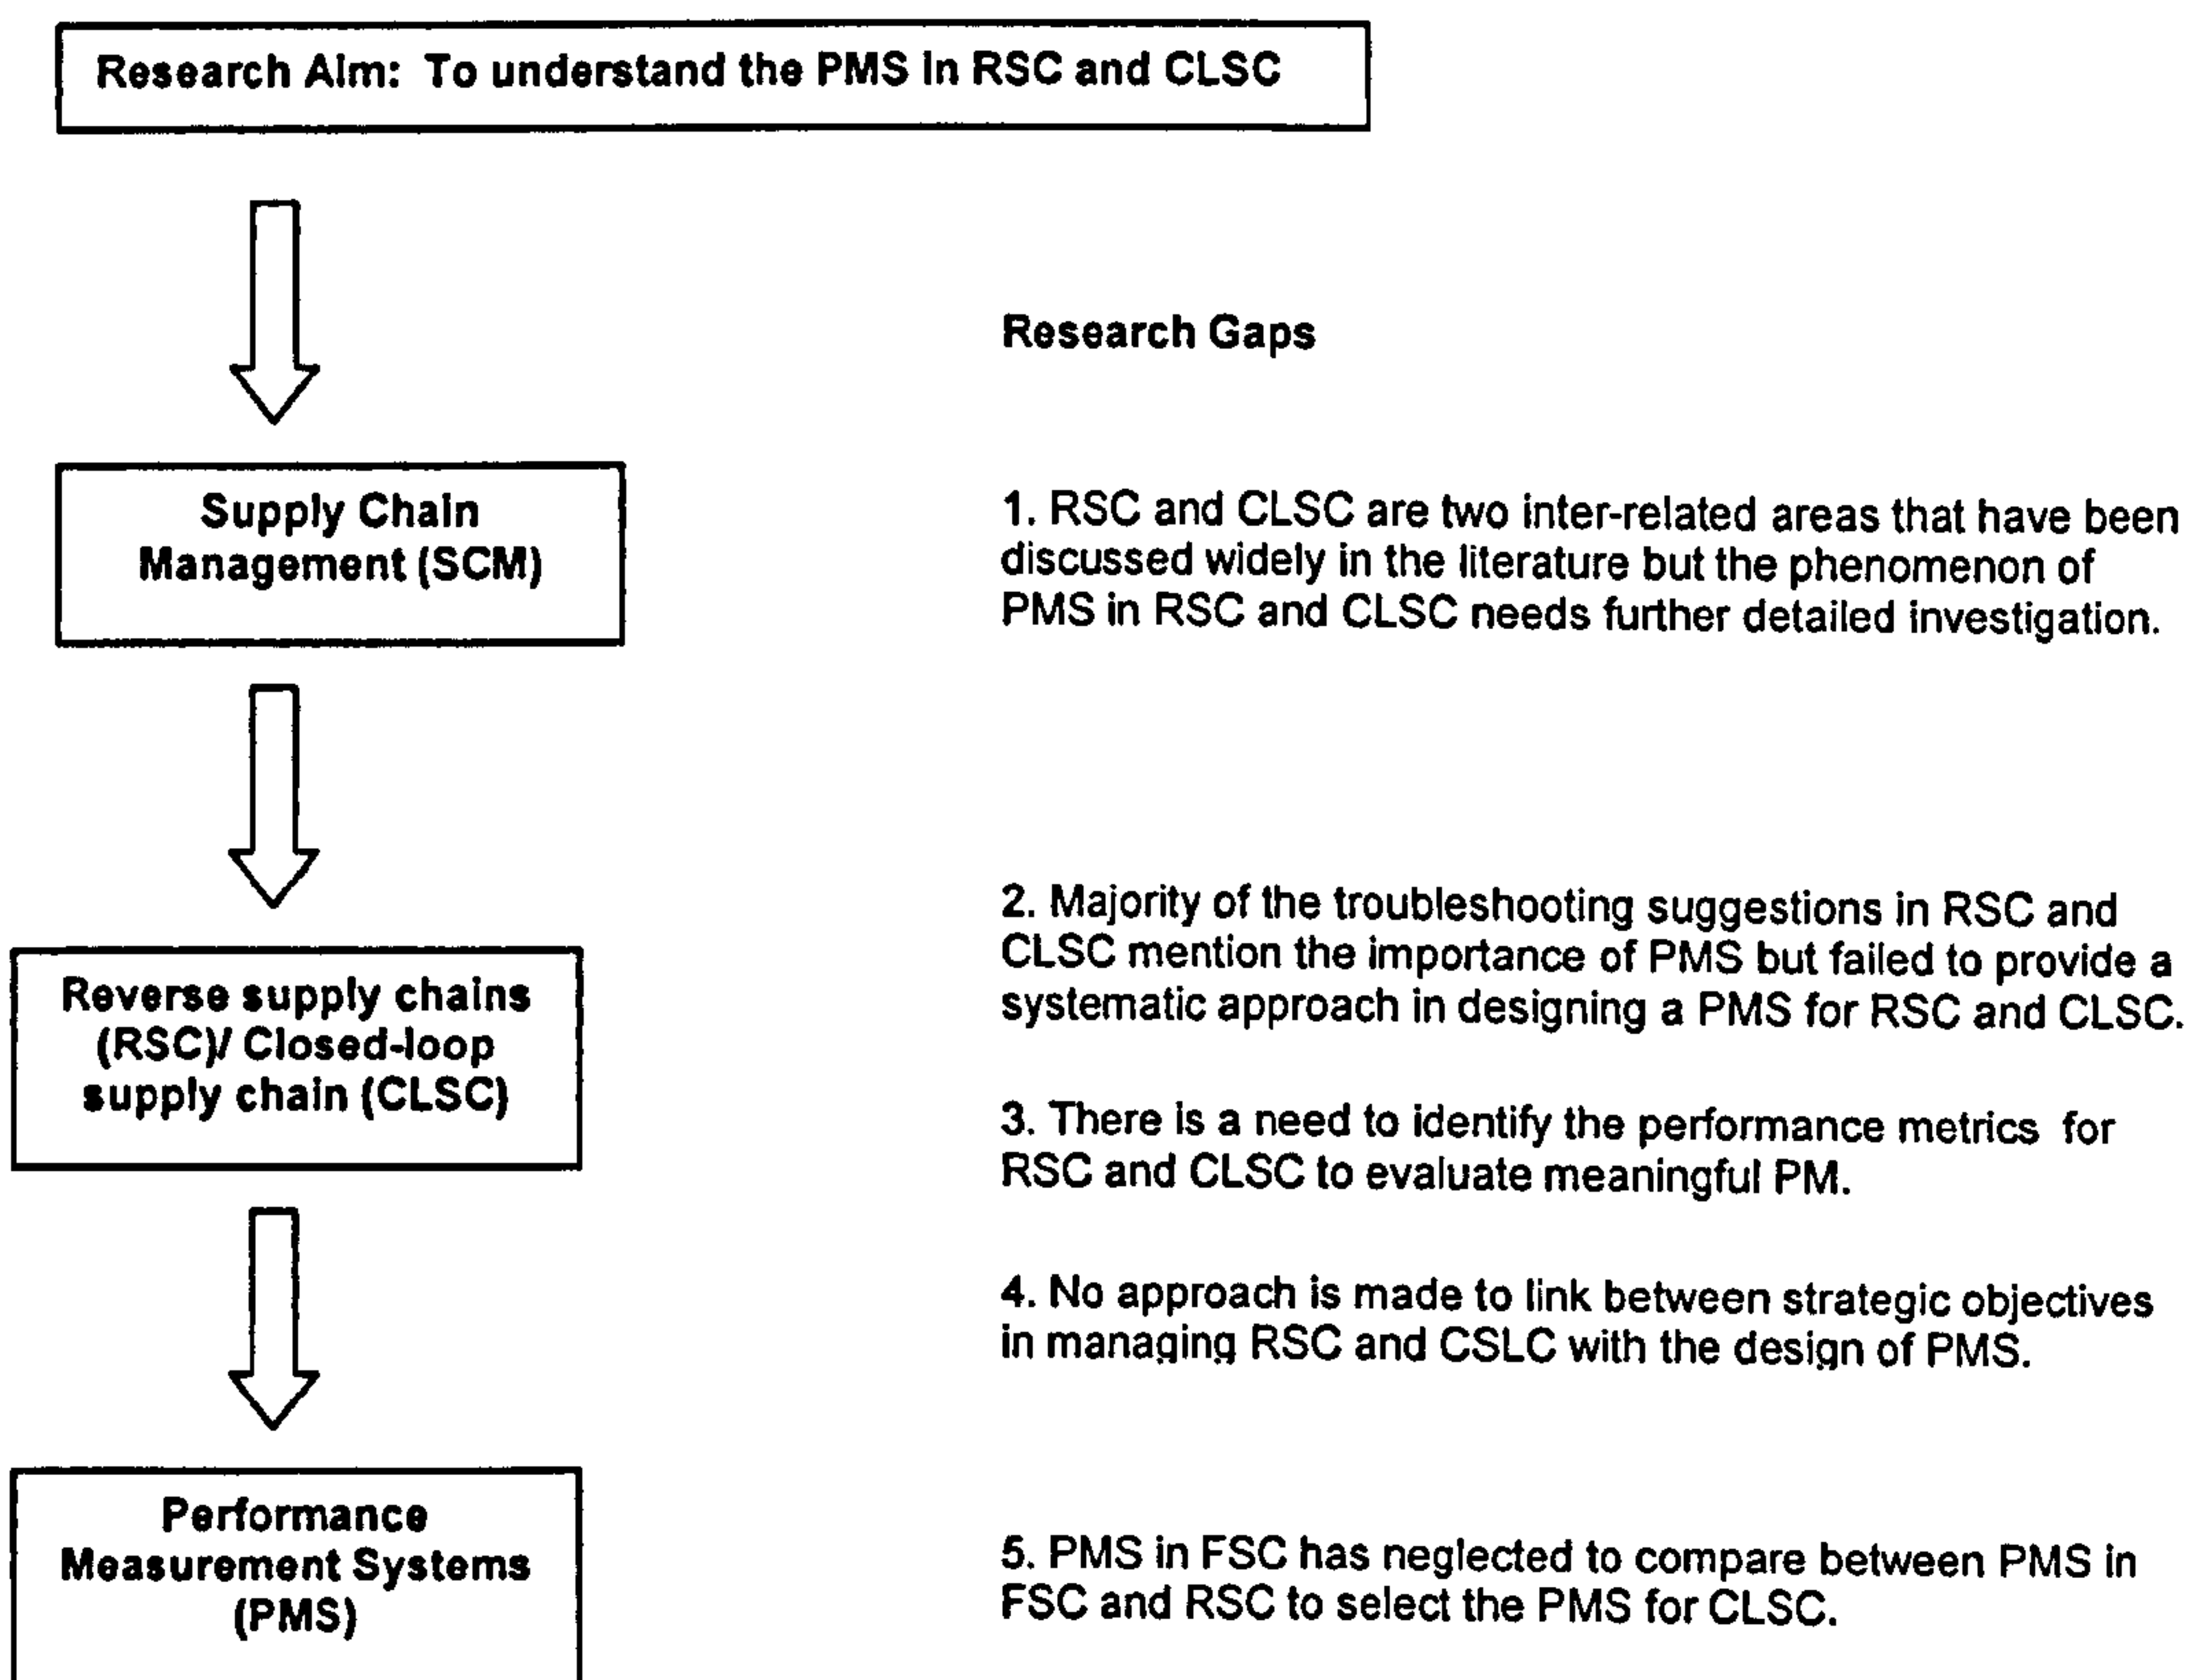 Research Aim: To understand the PMS in RSC and CLSC
Research Gaps
Supply Chain
Management (SCM)
1. RSC and CLSC are two inter-related areas that have been
discussed widely in the literature but the phenomenon of
PMS in RSC and CLSC needs further detailed investigation.
Reverse supply chains
(RSC)/ Closed-loop
supply chain (CLSC)
2. Majority of the troubleshooting suggestions in RSC and
CLSC mention the importance of PMS but failed to provide a
systematic approach in designing a PMS for RSC and CLSC.
3. There is a need to identify the performance metrics for
RSC and CLSC to evaluate meaningful PM.
4. No approach is made to link between strategic objectives
in managing RSC and CSLC with the design of PMS.
Performance
Measurement Systems
(PMS)
5. PMS in FSC has neglected to compare between PMS in
FSC and RSC to select the PMS for CLSC.